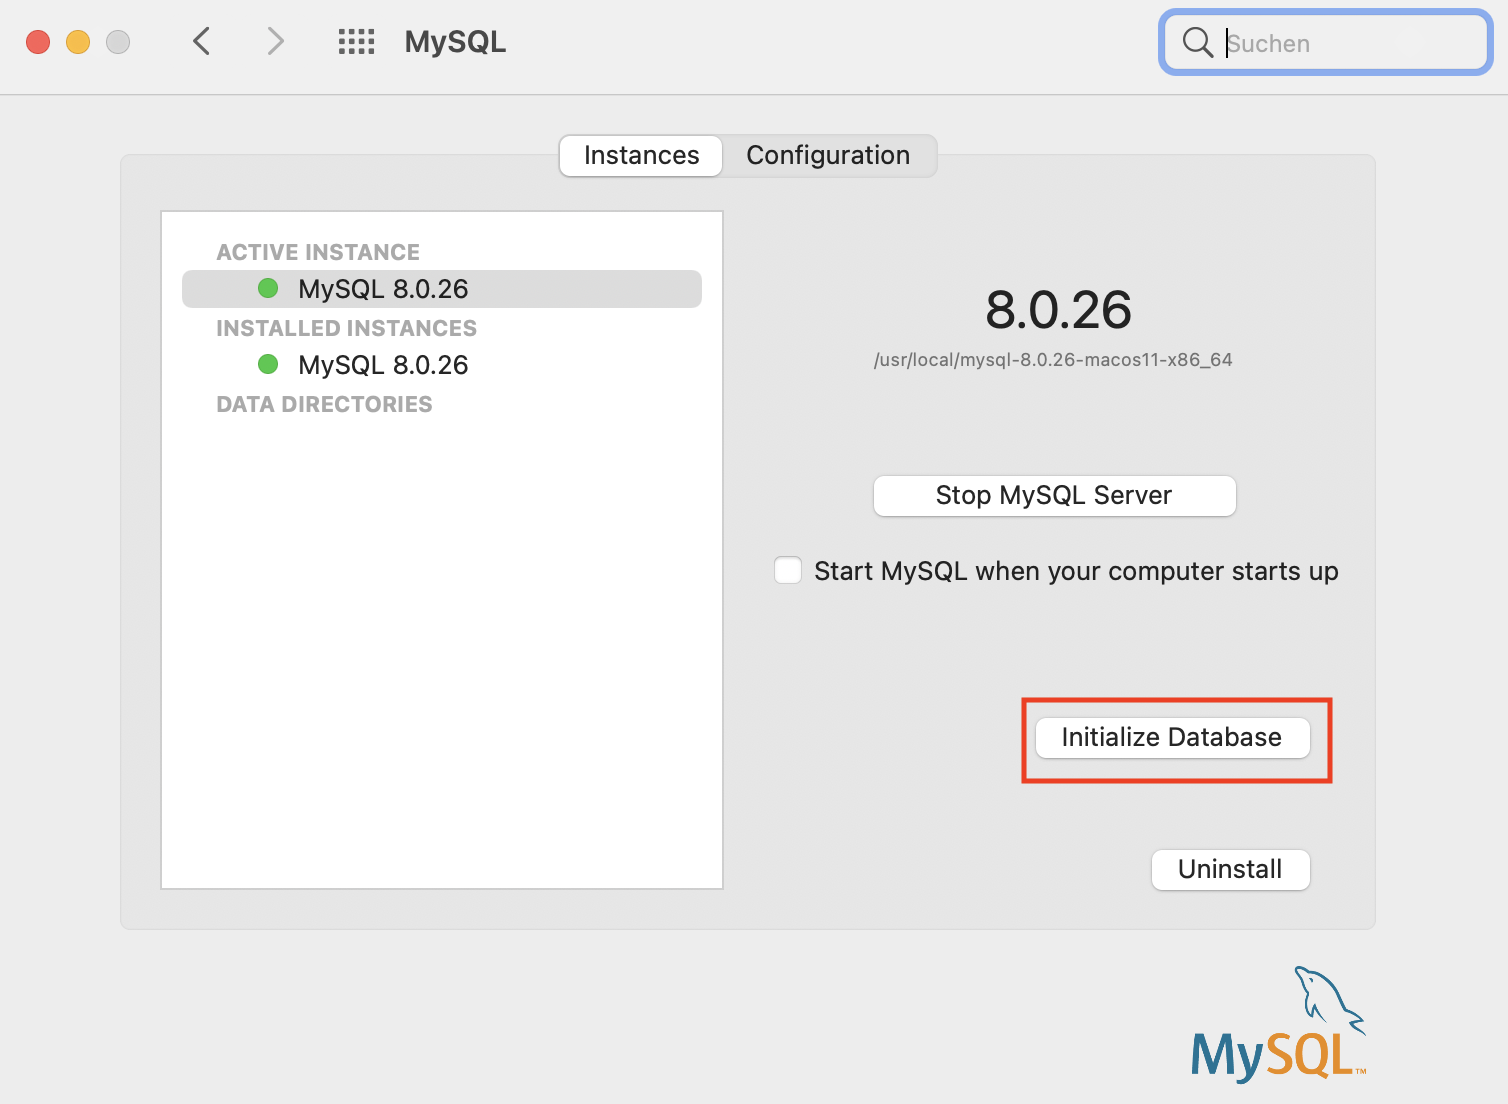 MySQL
Suchen
Instances
Configuration
ACTIVE INSTANCE
MySQL 8.0.26
INSTALLED INSTANCES
MySQL 8.0.26
DATA DIRECTORIES
8.0.26
/usr/local/mysql-8.0.26-macos11-x86_64
Stop MySQL Server
Start MySQL when your computer starts up
Initialize Database
Uninstall
MySQL™